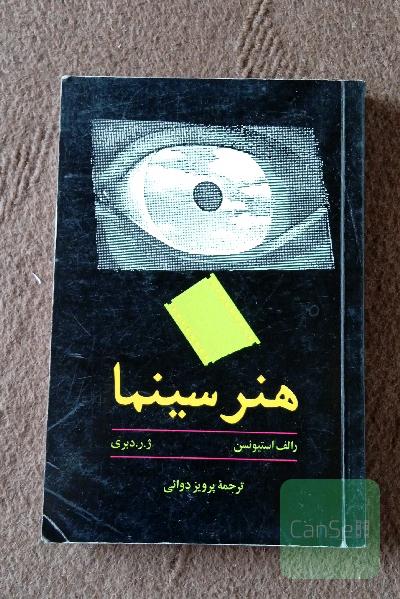 هنر سینما
رالف استیونسن ژ.ر.دبری
ترجمهٔ پرویز دوائی
CanSell